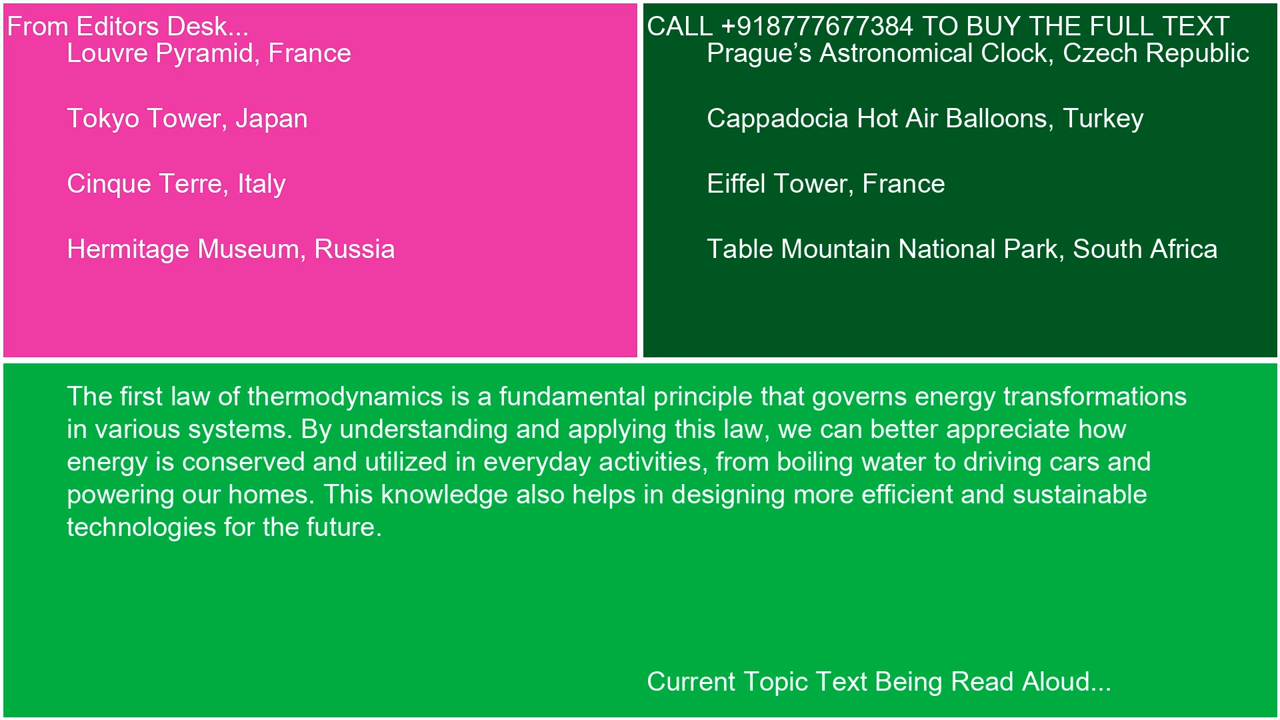 From Editors Desk...
Louvre Pyramid, France
Tokyo Tower, Japan
Cinque Terre, Italy
Hermitage Museum, Russia
CALL +918777677384 TO BUY THE FULL TEXT
Prague’s Astronomical Clock, Czech Republic
Cappadocia Hot Air Balloons, Turkey
Eiffel Tower, France
Table Mountain National Park, South Africa
The first law of thermodynamics is a fundamental principle that governs energy transformations
in various systems. By understanding and applying this law, we can better appreciate how
energy is conserved and utilized in everyday activities, from boiling water to driving cars and
powering our homes. This knowledge also helps in designing more efficient and sustainable
technologies for the future.
Current Topic Text Being Read Aloud...